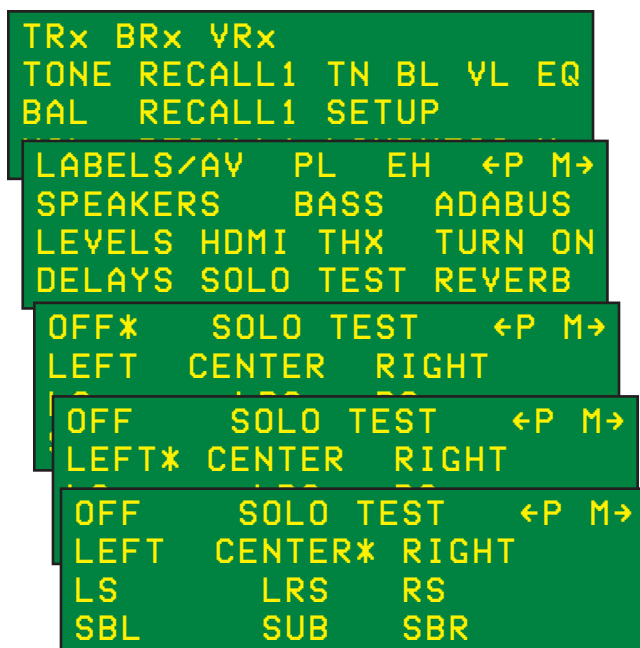 TRx BRx VRx
TONE RECALL1 TN BL VL EQ
BAL RECALL1 SETUP
LABELS/AV PL EH ←P M→
SPEAKERS BASS ADABUS
LEVELS HDMI THX TURN ON
DELAYS SOLO TEST REVERB
OFF* SOLO TEST ←P M→
LEFT CENTER RIGHT
OFF SOLO TEST ←P M→
LEFT* CENTER RIGHT
OFF SOLO TEST ←P M→
LEFT CENTER* RIGHT
LS LRS RS
SBL SUB SBR